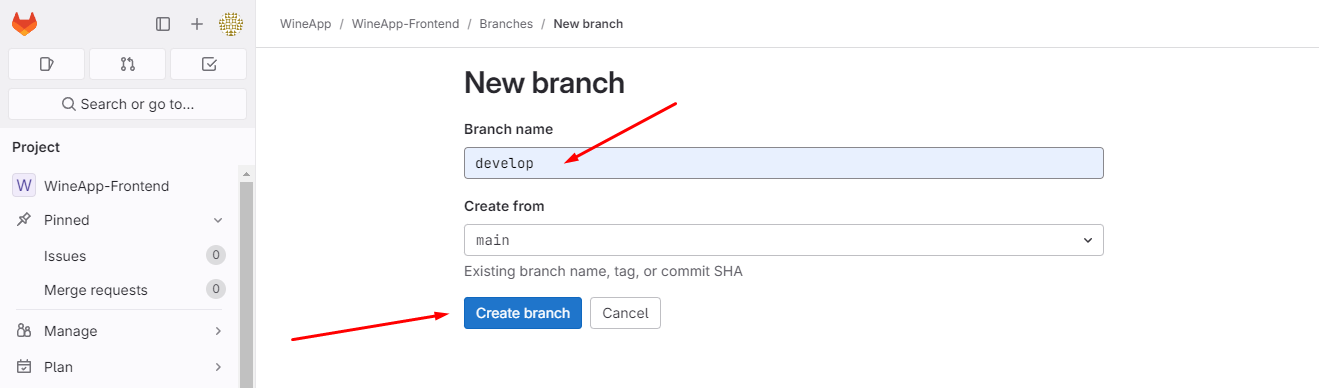 WineApp / WineApp-Frontend / Branches / New branch
Search or go to...
Project
W WineApp-Frontend
Pinned
Issues 0
Merge requests 0
Manage
Plan
New branch
Branch name
develop
Create from
main
Existing branch name, tag, or commit SHA
Create branch Cancel